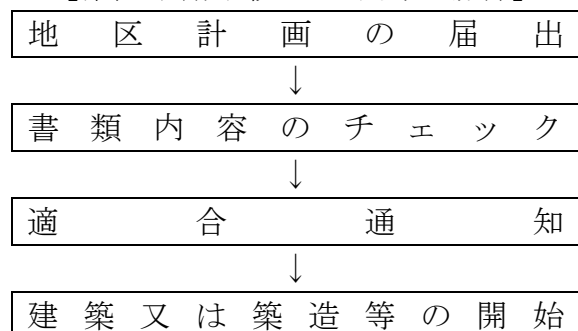 地区計画の届出
↓
書類内容のチェック
↓
適合通知
↓
建築又は築造等の開始